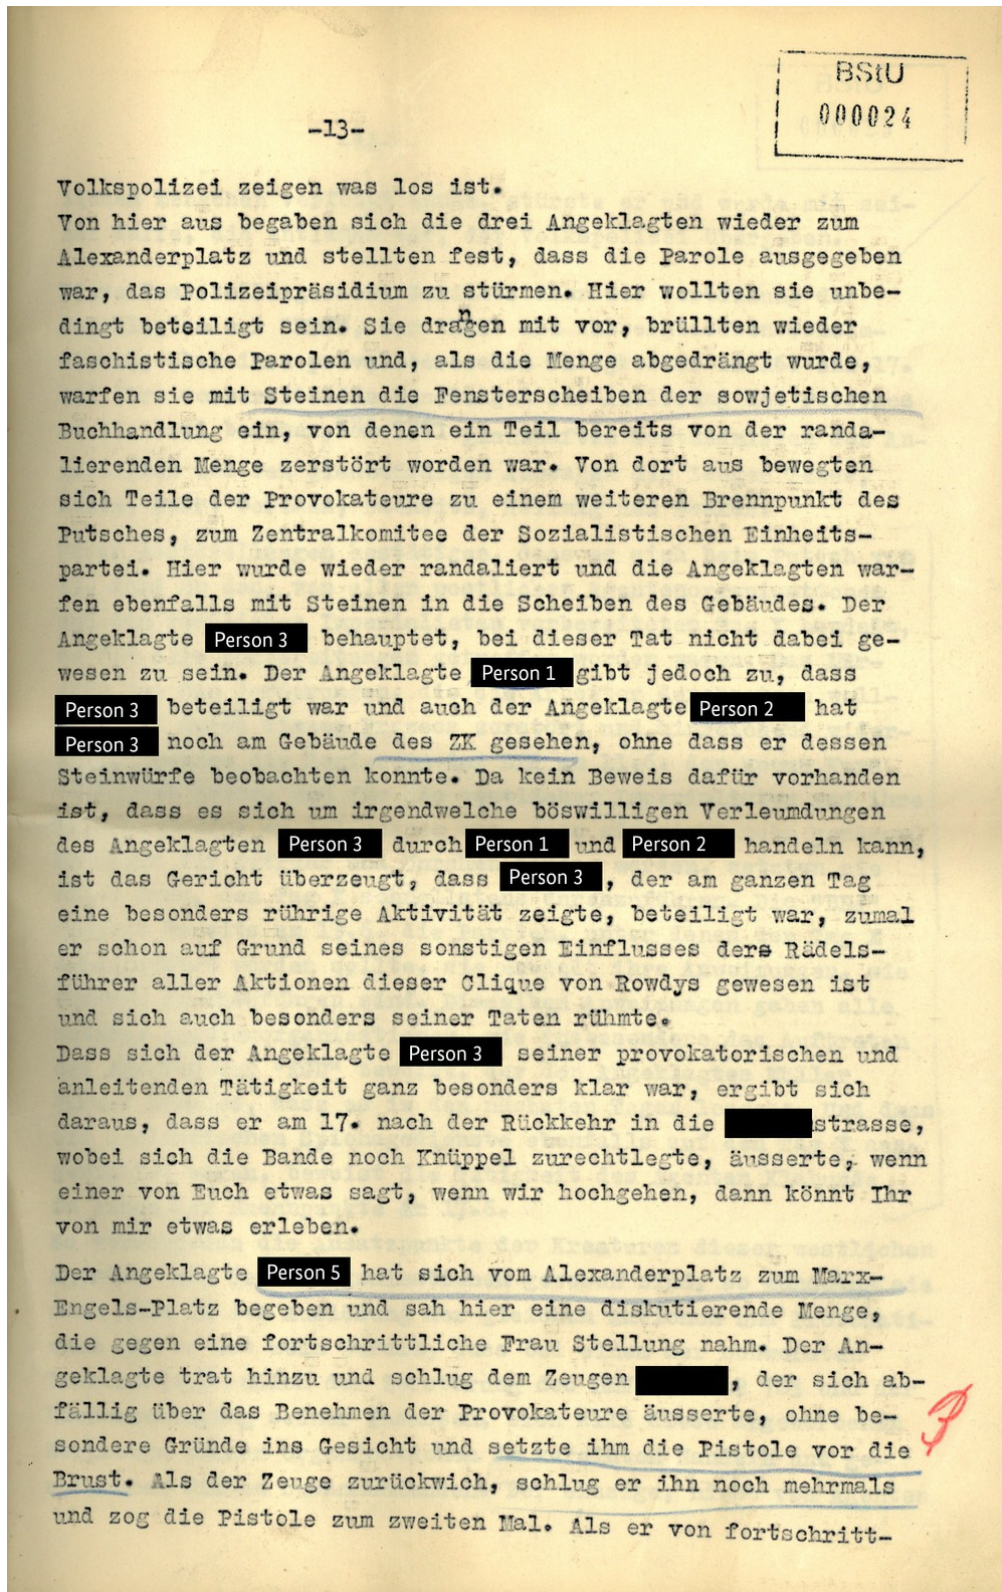 BStU
000024
-13-
Volkspolizei zeigen was los ist.
Von hier aus begaben sich die drei Angeklagten wieder zum
Alexanderplatz und stellten fest, dass die Parole ausgegeben
war, das Polizeipräsidium zu stürmen. Hier wollten sie unbe-
dingt beteiligt sein. Sie drangen mit vor, brüllten wieder
faschistische Parolen und, als die Menge abgedrängt wurde,
warfen sie mit Steinen die Fensterscheiben der sowjetischen
Buchhandlung ein, von denen ein Teil bereits von der randa-
lierenden Menge zerstört worden war. Von dort aus bewegten
sich Teile der Provokateure zu einem weiteren Brennpunkt des
Putsches, zum Zentralkomitee der Sozialistischen Einheits-
partei. Hier wurde wieder randaliert und die Angeklagten war-
fen ebenfalls mit Steinen in die Scheiben des Gebäudes. Der
Angeklagte Person 3 behauptet, bei dieser Tat nicht dabei ge-
wesen zu sein. Der Angeklagte Person 1 gibt jedoch zu, dass
Person 3 beteiligt war und auch der Angeklagte Person 2 hat
Person 3 noch am Gebäude des ZK gesehen, ohne dass er dessen
Steinwürfe beobachten konnte. Da kein Beweis dafür vorhanden
ist, dass es sich um irgendwelche böswilligen Verleumdungen
des Angeklagten Person 3 durch Person 1 und Person 2 handeln kann,
ist das Gericht überzeugt, dass Person 3, der am ganzen Tag
eine besonders rührige Aktivität zeigte, beteiligt war, zumal
er schon auf Grund seines sonstigen Einflusses ders Rädels-
führer aller Aktionen dieser Clique von Rowdys gewesen ist
und sich auch besonders seiner Taten rühmte.
Dass sich der Angeklagte Person 3 seiner provokatorischen und
anleitenden Tätigkeit ganz besonders klar war, ergibt sich
daraus, dass er am 17. nach der Rückkehr in die strasse,
wobei sich die Bande noch Knüppel zurechtlegte, äusserte, wenn
einer von Euch etwas sagt, wenn wir hochgehen, dann könnt Ihr
von mir etwas erleben.
Der Angeklagte Person 5 hat sich vom Alexanderplatz zum Marx-
Engels-Platz begeben und sah hier eine diskutierende Menge,
die gegen eine fortschrittliche Frau Stellung nahm. Der An-
geklagte trat hinzu und schlug dem Zeugen , der sich ab-
fällig über das Benehmen der Provokateure äusserte, ohne be-
sondere Gründe ins Gesicht und setzte ihm die Pistole vor die
Brust. Als der Zeuge zurückwich, schlug er ihn noch mehrmals
und zog die Pistole zum zweiten Mal. Als er von fortschritt-